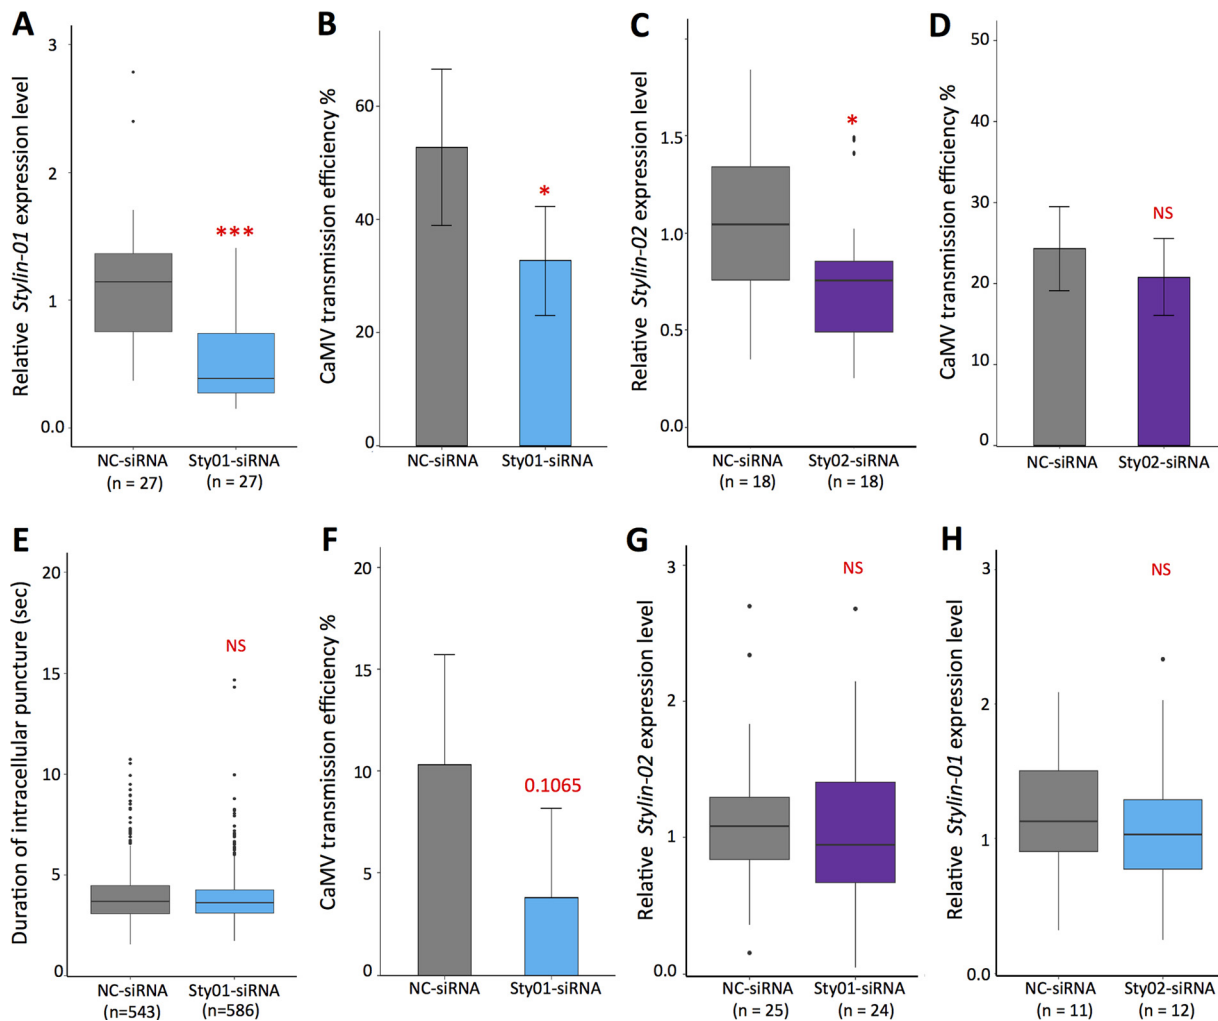 A
Relative Stylin-01 expression level
3
2
1
0.0
***
NC-siRNA
(n = 27)
Sty01-siRNA
(n = 27)
B
CaMV transmission efficiency %
60
40
20
0
*
NC-siRNA
Sty01-siRNA
C
Relative Stylin-02 expression level
1.5
1.0
0.5
0.0
*
NC-siRNA
(n = 18)
Sty02-siRNA
(n = 18)
D
CaMV transmission efficiency %
50
40
30
20
10
0
NS
NC-siRNA
Sty02-siRNA
E
Duration of intracellular puncture (sec)
20
15
10
5
0
NS
NC-siRNA
(n=543)
Sty01-siRNA
(n=586)
F
CaMV transmission efficiency %
20
15
10
5
0
0.1065
NC-siRNA
Sty01-siRNA
G
Relative Stylin-02 expression level
3
2
1
0.0
NS
NC-siRNA
(n = 25)
Sty01-siRNA
(n = 24)
H
Relative Stylin-01 expression level
3
2
1
0.0
NS
NC-siRNA
(n = 11)
Sty02-siRNA
(n = 12)